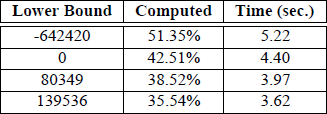 Lower Bound Computed Time (sec.)
-642420 51.35% 5.22
0 42.51% 4.40
80349 38.52% 3.97
139536 35.54% 3.62